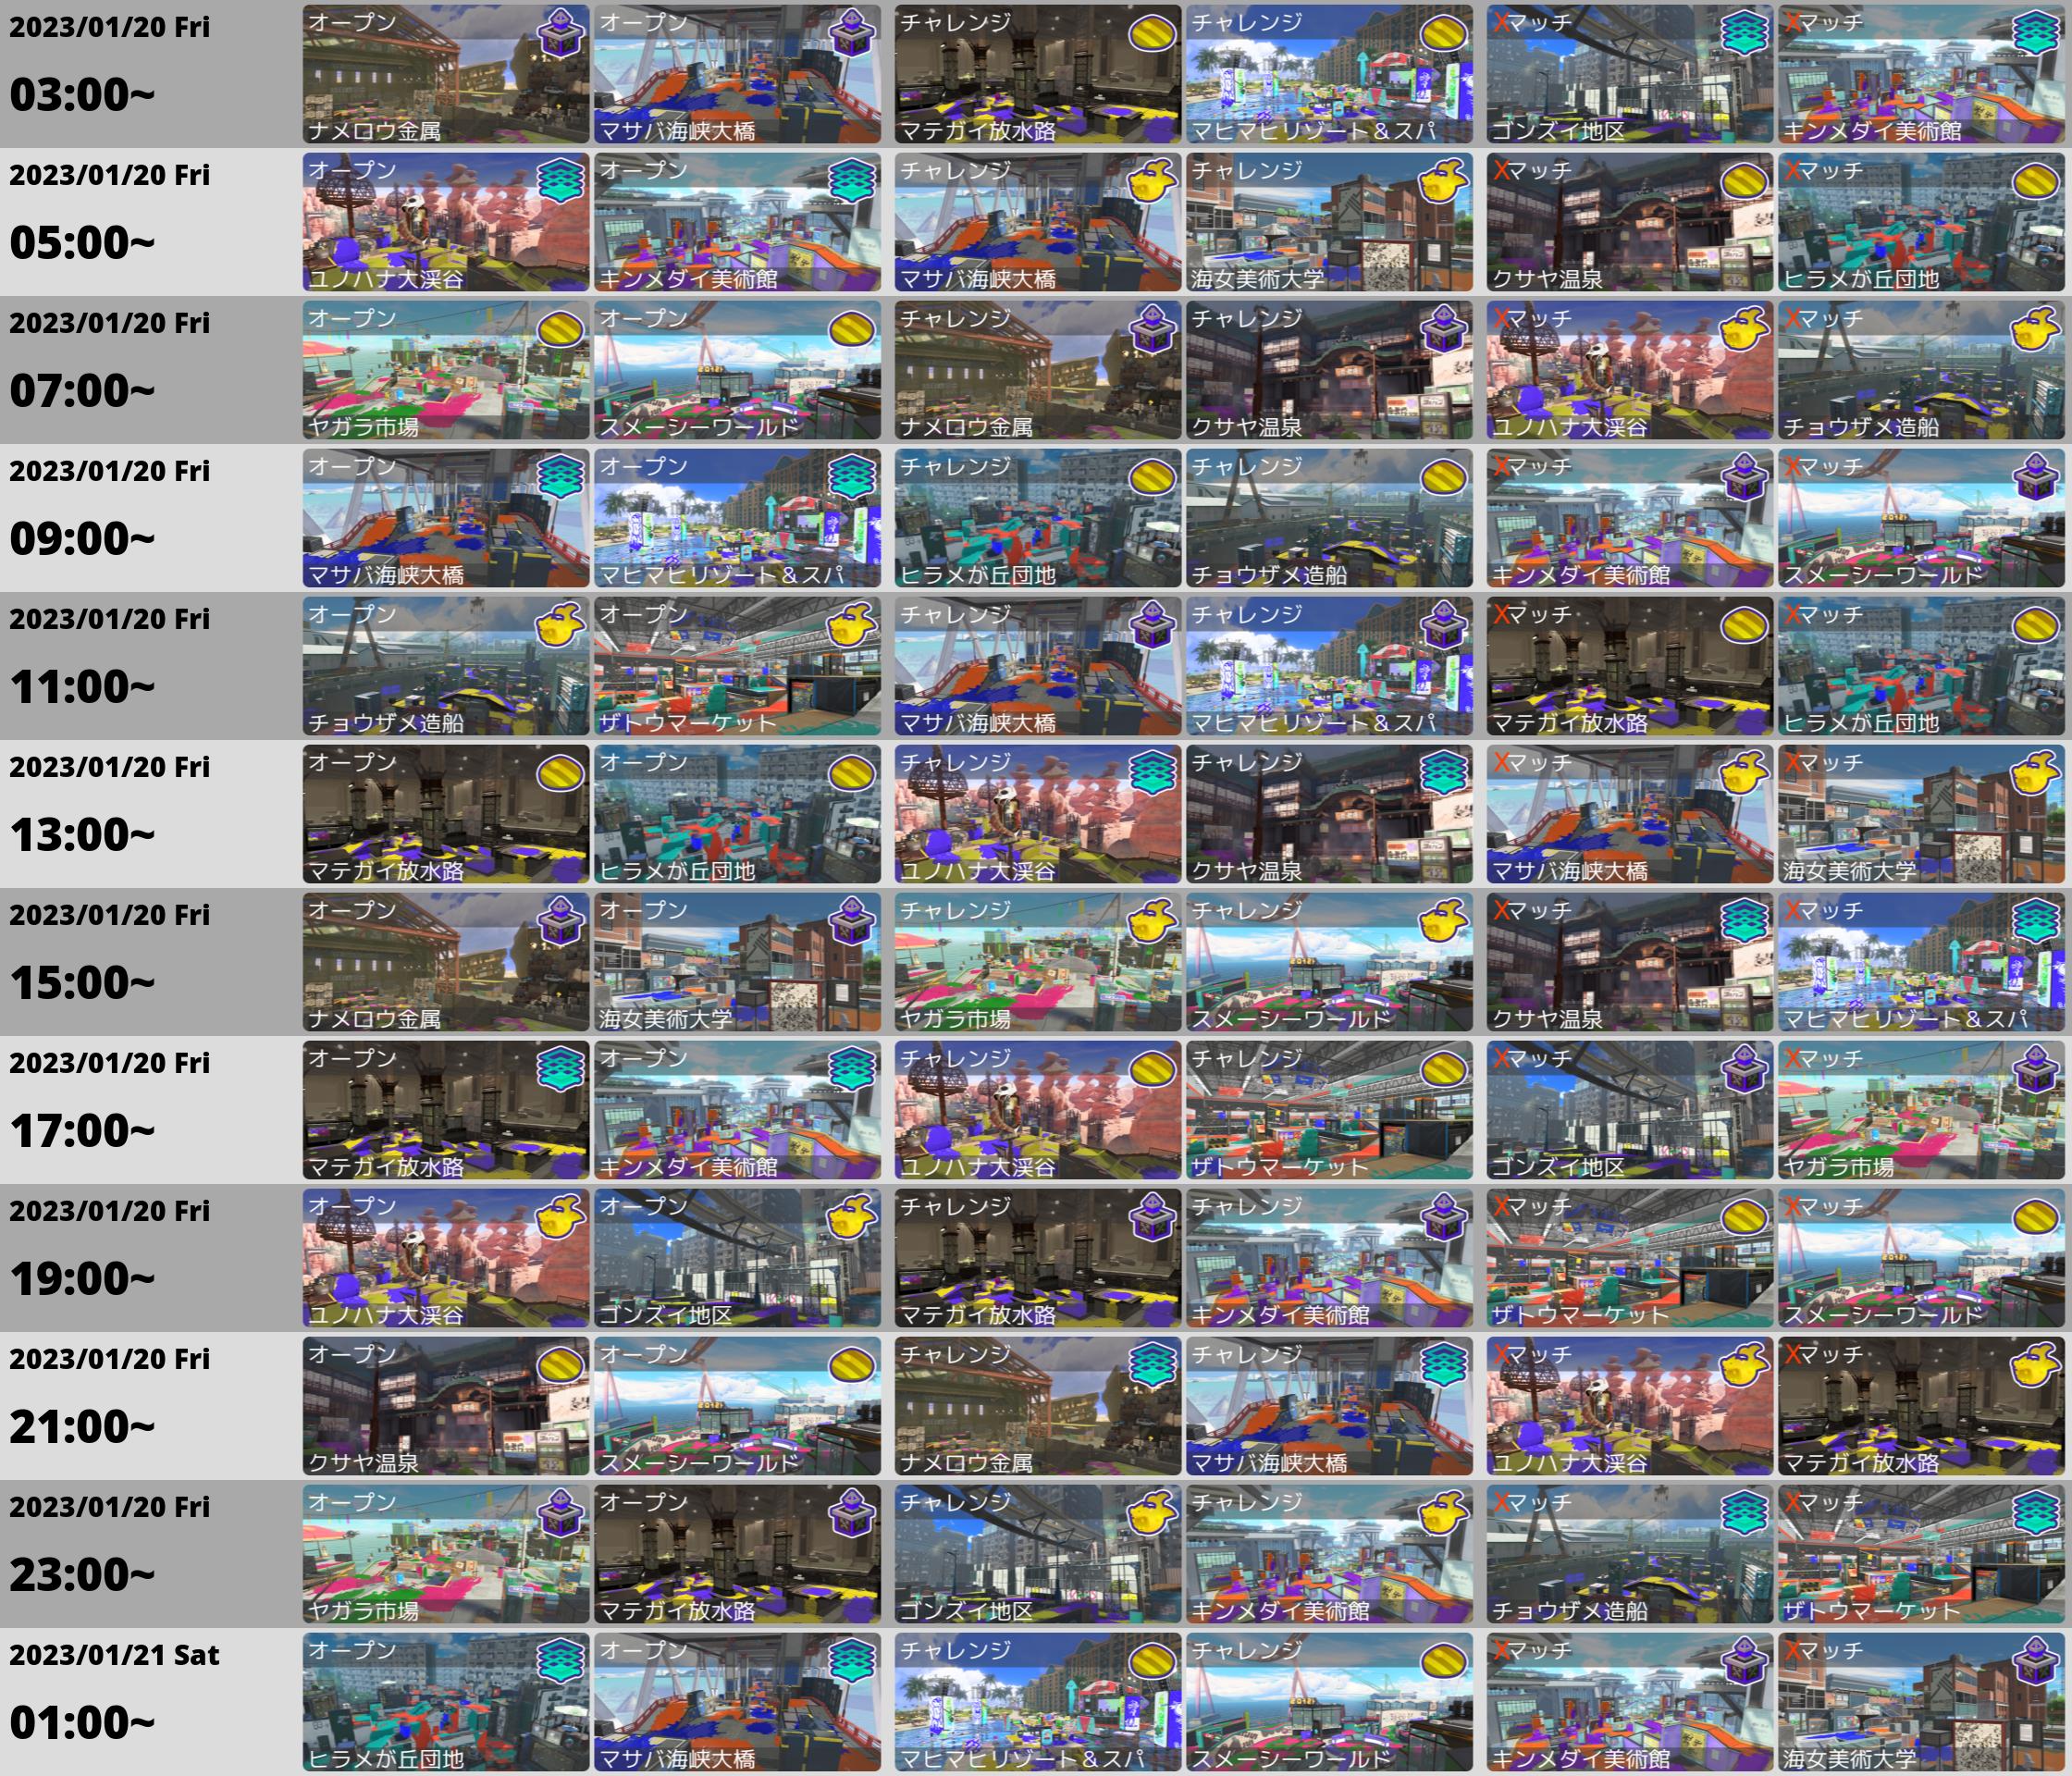 2023/01/20 Fri
03:00~
オープン オープン チャレンジ チャレンジ Xマッチ Xマッチ
ナメロウ金属 マサバ海峡大橋 マテガイ放水路 マヒマヒリゾート＆スパ ゴンズイ地区 キンメダイ美術館
2023/01/20 Fri
05:00~
オープン オープン チャレンジ チャレンジ Xマッチ Xマッチ
ユノハナ大渓谷 キンメダイ美術館 マサバ海峡大橋 海女美術大学 クサヤ温泉 ヒラメが丘団地
2023/01/20 Fri
07:00~
オープン オープン チャレンジ チャレンジ Xマッチ Xマッチ
ヤガラ市場 スメーシーワールド ナメロウ金属 クサヤ温泉 ユノハナ大渓谷 チョウザメ造船
2023/01/20 Fri
09:00~
オープン オープン チャレンジ チャレンジ Xマッチ Xマッチ
マサバ海峡大橋 マヒマヒリゾート＆スパ ヒラメが丘団地 チョウザメ造船 キンメダイ美術館 スメーシーワールド
2023/01/20 Fri
11:00~
オープン オープン チャレンジ チャレンジ Xマッチ Xマッチ
チョウザメ造船 ザトウマーケット マサバ海峡大橋 マヒマヒリゾート＆スパ マテガイ放水路 ヒラメが丘団地
2023/01/20 Fri
13:00~
オープン オープン チャレンジ チャレンジ Xマッチ Xマッチ
マテガイ放水路 ヒラメが丘団地 ユノハナ大渓谷 クサヤ温泉 マサバ海峡大橋 海女美術大学
2023/01/20 Fri
15:00~
オープン オープン チャレンジ チャレンジ Xマッチ Xマッチ
ナメロウ金属 海女美術大学 ヤガラ市場 スメーシーワールド クサヤ温泉 マヒマヒリゾート＆スパ
2023/01/20 Fri
17:00~
オープン オープン チャレンジ チャレンジ Xマッチ Xマッチ
マテガイ放水路 キンメダイ美術館 ユノハナ大渓谷 ザトウマーケット ゴンズイ地区 ヤガラ市場
2023/01/20 Fri
19:00~
オープン オープン チャレンジ チャレンジ Xマッチ Xマッチ
ユノハナ大渓谷 ゴンズイ地区 マテガイ放水路 キンメダイ美術館 ザトウマーケット スメーシーワールド
2023/01/20 Fri
21:00~
オープン オープン チャレンジ チャレンジ Xマッチ Xマッチ
クサヤ温泉 スメーシーワールド ナメロウ金属 マサバ海峡大橋 ユノハナ大渓谷 マテガイ放水路
2023/01/20 Fri
23:00~
オープン オープン チャレンジ チャレンジ Xマッチ Xマッチ
ヤガラ市場 マテガイ放水路 ゴンズイ地区 キンメダイ美術館 チョウザメ造船 ザトウマーケット
2023/01/21 Sat
01:00~
オープン オープン チャレンジ チャレンジ Xマッチ Xマッチ
ヒラメが丘団地 マサバ海峡大橋 マヒマヒリゾート＆スパ スメーシーワールド キンメダイ美術館 海女美術大学